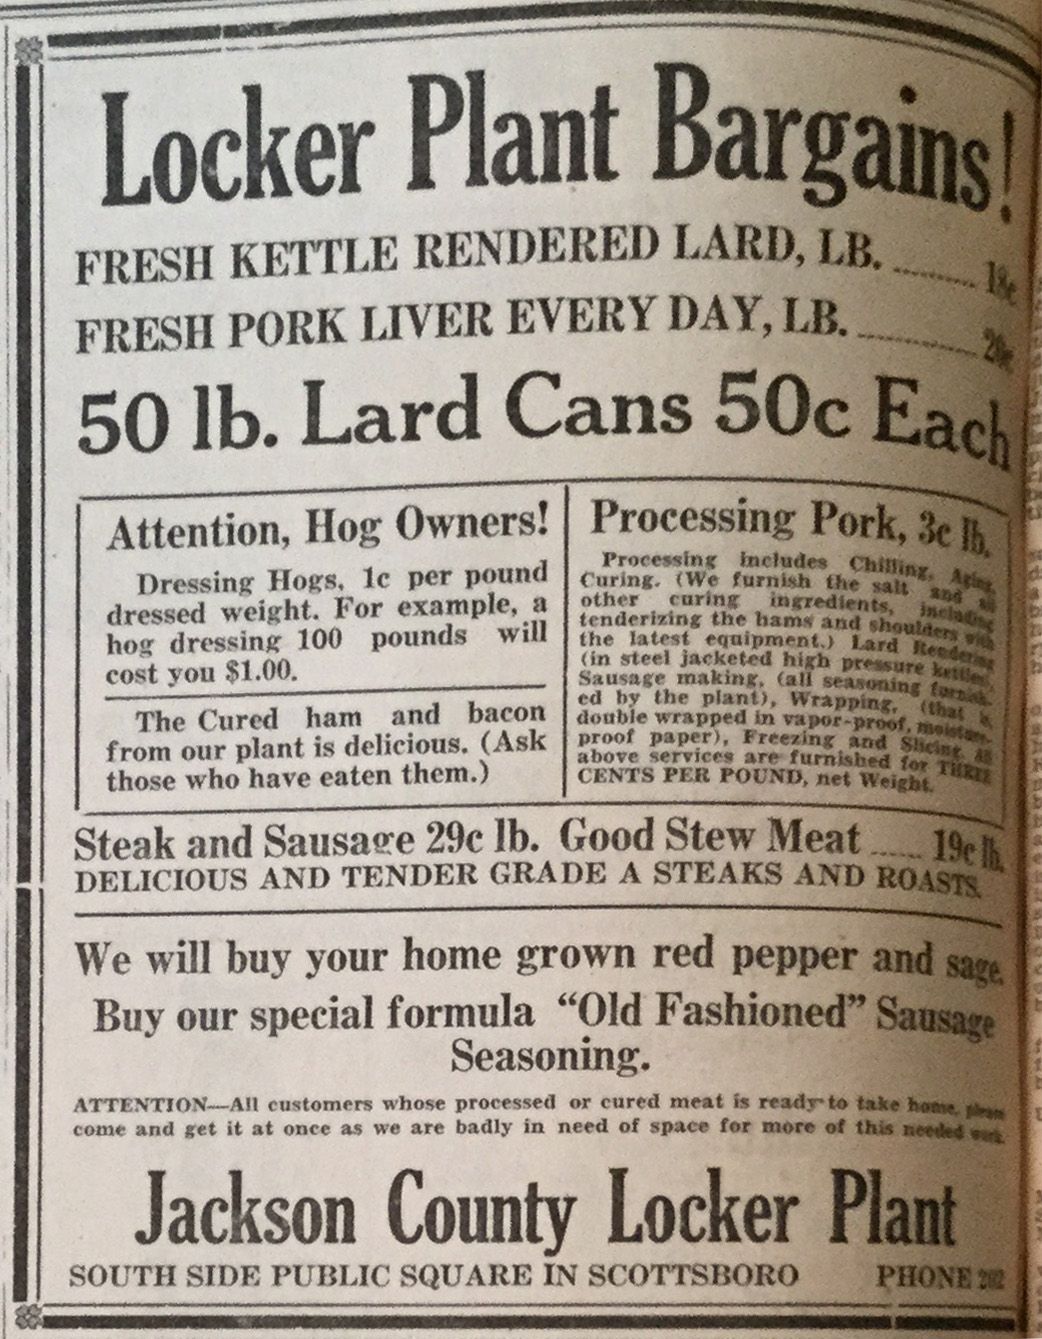 Locker Plant Bargains!
FRESH KETTLE RENDERED LARD, LB. ........ 18c
FRESH PORK LIVER EVERY DAY, LB. ........ 20c
50 lb. Lard Cans 50c Each
Attention, Hog Owners!
Dressing Hogs, 1c per pound
dressed weight. For example, a
hog dressing 100 pounds will
cost you $1.00.
The Cured ham and bacon
from our plant is delicious. (Ask
those who have eaten them.)
Processing Pork, 3c lb.
Processing includes Chilling, Aging,
Curing. (We furnish the salt and all
other curing ingredients, including
tenderizing the hams and shoulders with
the latest equipment.) Lard Rendering
(in steel jacketed high pressure kettles,
Sausage making, (all seasoning furnish-
ed by the plant), Wrapping, (that is,
double wrapped in vapor-proof, moisture-
proof paper), Freezing and Slicing. All
above services are furnished for THREE
CENTS PER POUND, net Weight.
Steak and Sausage 29c lb. Good Stew Meat ...... 19c lb.
DELICIOUS AND TENDER GRADE A STEAKS AND ROASTS.
We will buy your home grown red pepper and sage.
Buy our special formula “Old Fashioned” Sausage
Seasoning.
ATTENTION—All customers whose processed or cured meat is ready to take home, please
come and get it at once as we are badly in need of space for more of this needed work.
Jackson County Locker Plant
SOUTH SIDE PUBLIC SQUARE IN SCOTTSBORO PHONE